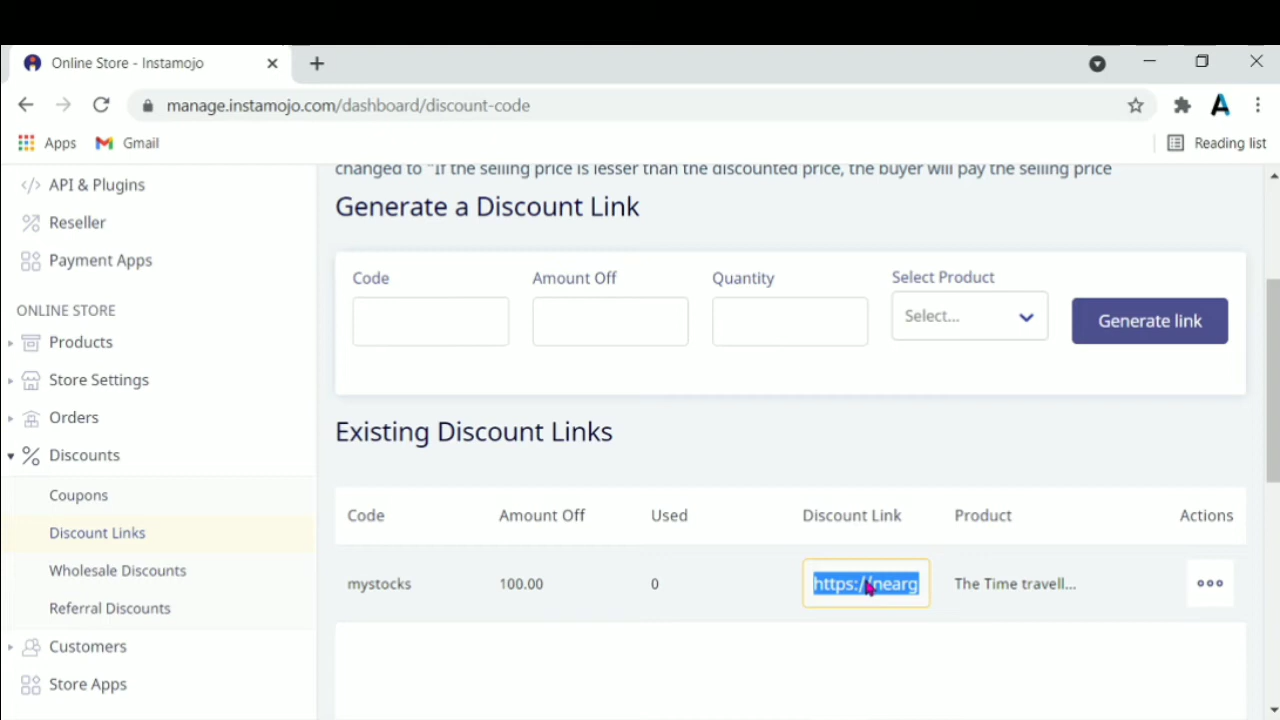 Online Store - Instamojo
manage.instamojo.com/dashboard/discount-code
Apps
Gmail
Reading list
changed to "If the selling price is lesser than the discounted price, the buyer will pay the selling price
API & Plugins
Reseller
Payment Apps
ONLINE STORE
Products
Store Settings
Orders
Discounts
Coupons
Discount Links
Wholesale Discounts
Referral Discounts
Customers
Store Apps
Generate a Discount Link
Code
Amount Off
Quantity
Select Product
Select...
Generate link
Existing Discount Links
Code Amount Off Used Discount Link Product Actions
mystocks 100.00 0 https://nearg The Time travell...